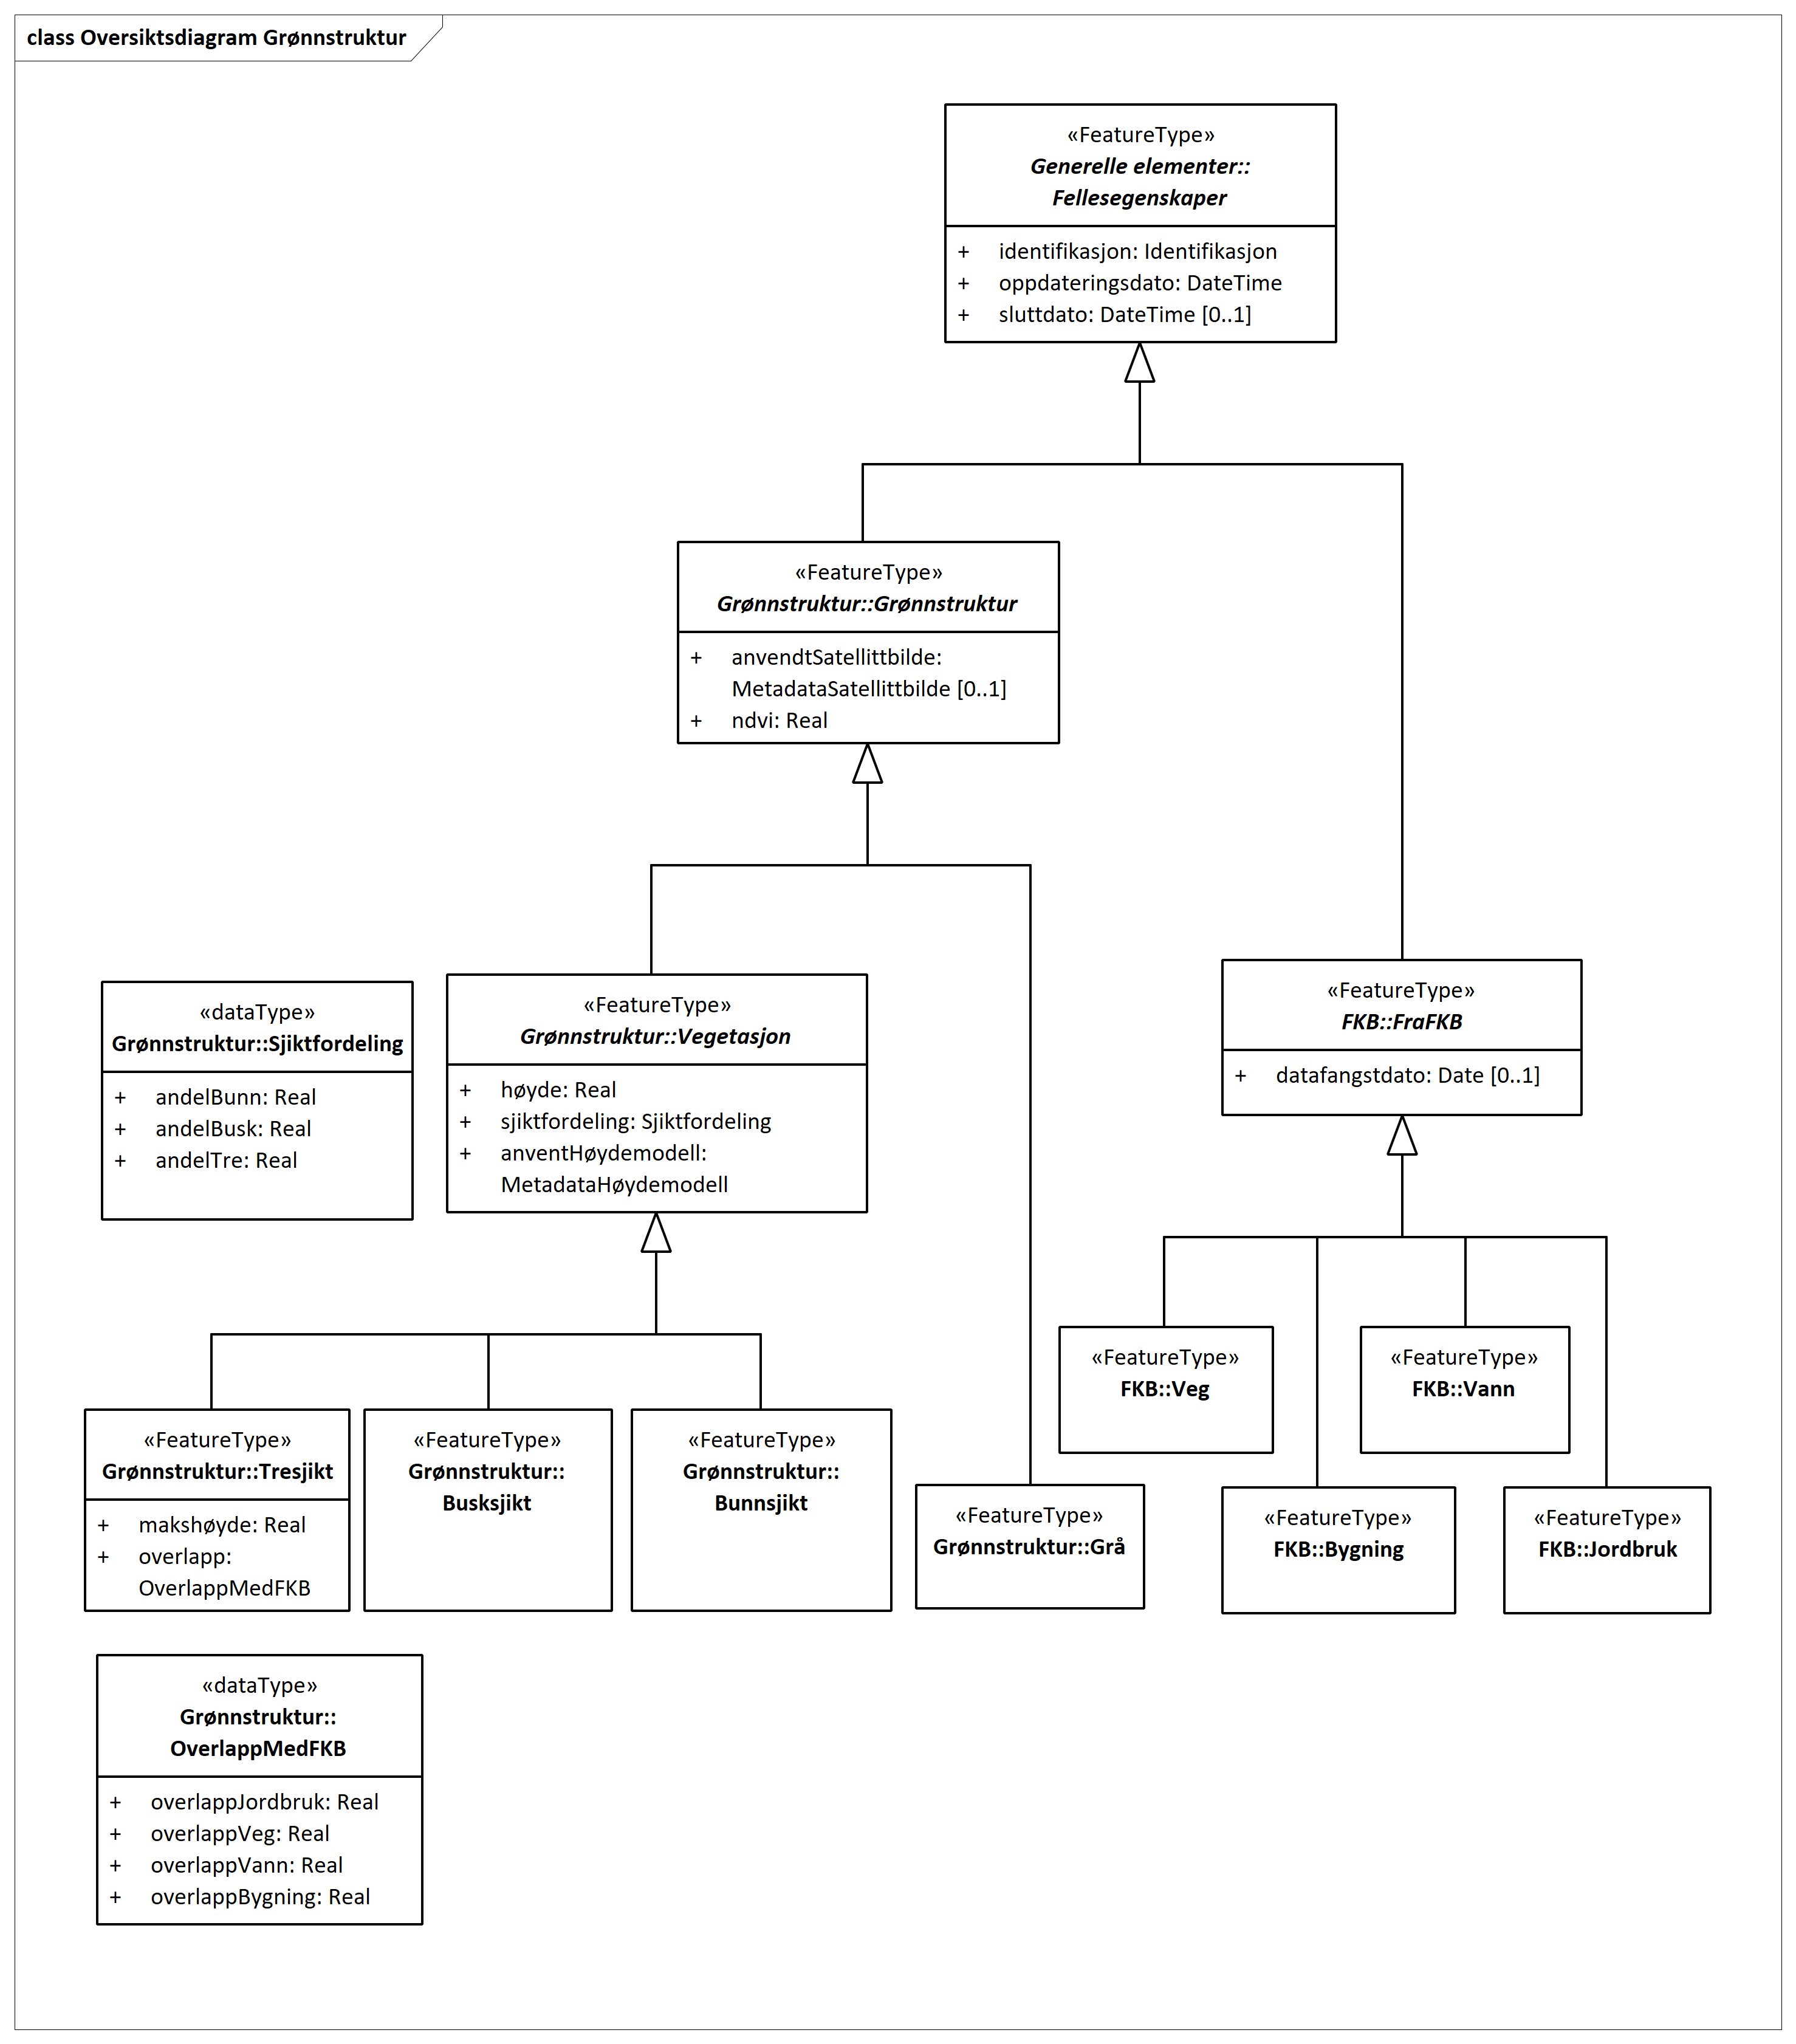 class Oversiktsdiagram Grønnstruktur
«FeatureType»
Generelle elementer::
Fellesegenskaper
+ identifikasjon: Identifikasjon
+ oppdateringsdato: DateTime
+ sluttdato: DateTime [0..1]
«FeatureType»
Grønnstruktur::Grønnstruktur
+ anvendtSatellittbilde:
MetadataSatellittbilde [0..1]
+ ndvi: Real
«dataType»
Grønnstruktur::Sjiktfordeling
+ andelBunn: Real
+ andelBusk: Real
+ andelTre: Real
«FeatureType»
Grønnstruktur::Vegetasjon
+ høyde: Real
+ sjiktfordeling: Sjiktfordeling
+ anventHøydemodell:
MetadataHøydemodell
«FeatureType»
FKB::FraFKB
+ datafangstdato: Date [0..1]
«FeatureType»
FKB::Veg
«FeatureType»
FKB::Vann
«FeatureType»
Grønnstruktur::Tresjikt
+ makshøyde: Real
+ overlapp:
OverlappMedFKB
«FeatureType»
Grønnstruktur::
Busksjikt
«FeatureType»
Grønnstruktur::
Bunnsjikt
«FeatureType»
Grønnstruktur::Grå
«FeatureType»
FKB::Bygning
«FeatureType»
FKB::Jordbruk
«dataType»
Grønnstruktur::
OverlappMedFKB
+ overlappJordbruk: Real
+ overlappVeg: Real
+ overlappVann: Real
+ overlappBygning: Real